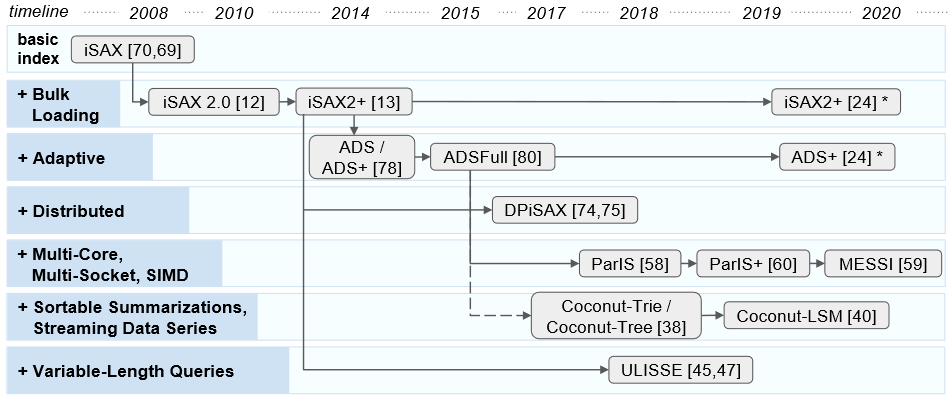 timeline 2008 2010 2014 2015 2017 2018 2019 2020
basic
index
iSAX [70,69]
+ Bulk
Loading
iSAX 2.0 [12] iSAX2+ [13] iSAX2+ [24] *
+ Adaptive
ADS /
ADS+ [78]
ADSFull [80] ADS+ [24] *
+ Distributed
DPiSAX [74,75]
+ Multi-Core,
Multi-Socket, SIMD
ParIS [58] ParIS+ [60] MESSI [59]
+ Sortable Summarizations,
Streaming Data Series
Coconut-Trie /
Coconut-Tree [38]
Coconut-LSM [40]
+ Variable-Length Queries
ULISSE [45,47]